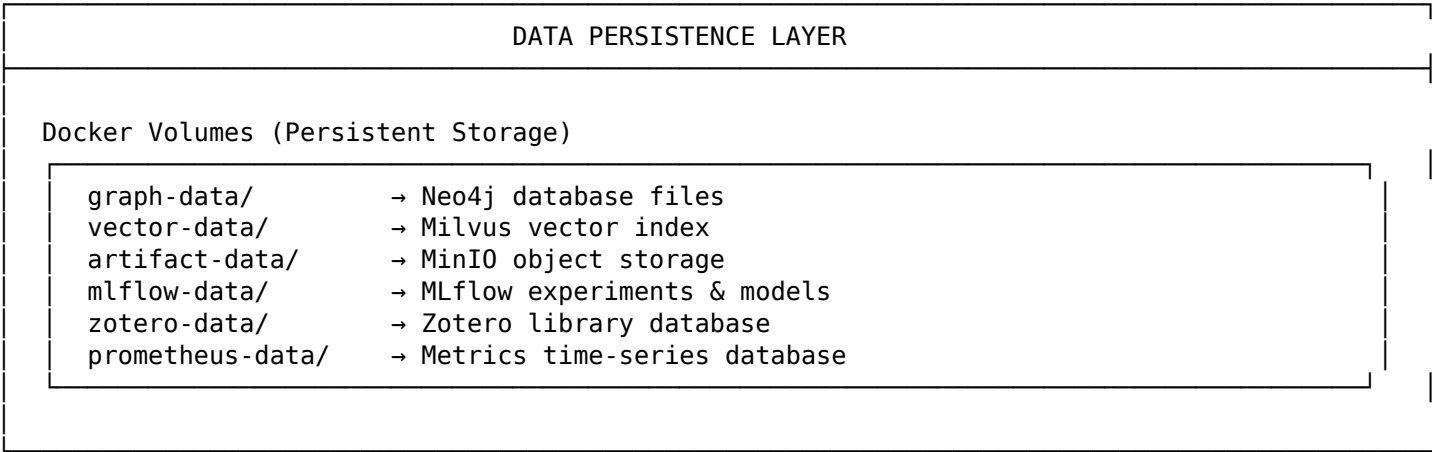 DATA PERSISTENCE LAYER
Docker Volumes (Persistent Storage)
graph-data/ → Neo4j database files
vector-data/ → Milvus vector index
artifact-data/ → MinIO object storage
mlflow-data/ → MLflow experiments & models
zotero-data/ → Zotero library database
prometheus-data/ → Metrics time-series database